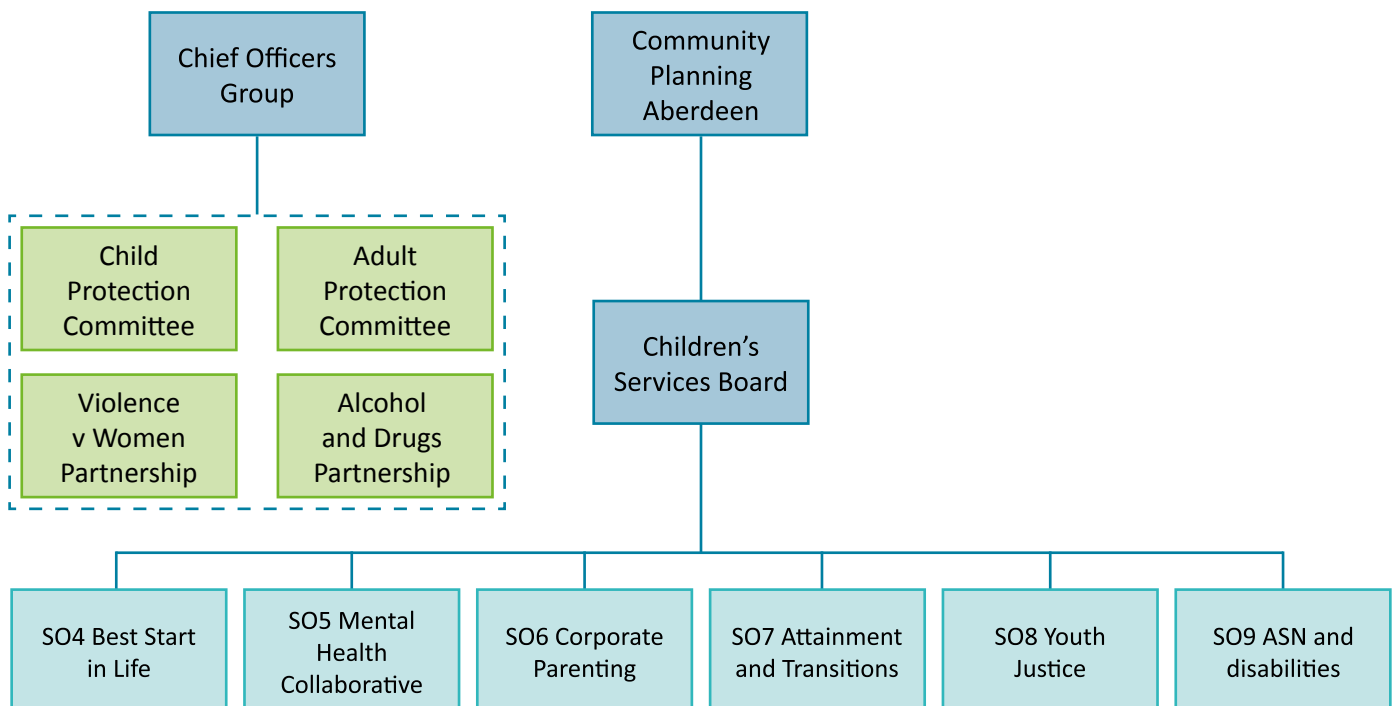 Chief Officers
Group
Community
Planning
Aberdeen
Child
Protection
Committee
Adult
Protection
Committee
Violence
v Women
Partnership
Alcohol
and Drugs
Partnership
Children’s
Services Board
SO4 Best Start
in Life
SO5 Mental
Health
Collaborative
SO6 Corporate
Parenting
SO7 Attainment
and Transitions
SO8 Youth
Justice
SO9 ASN and
disabilities